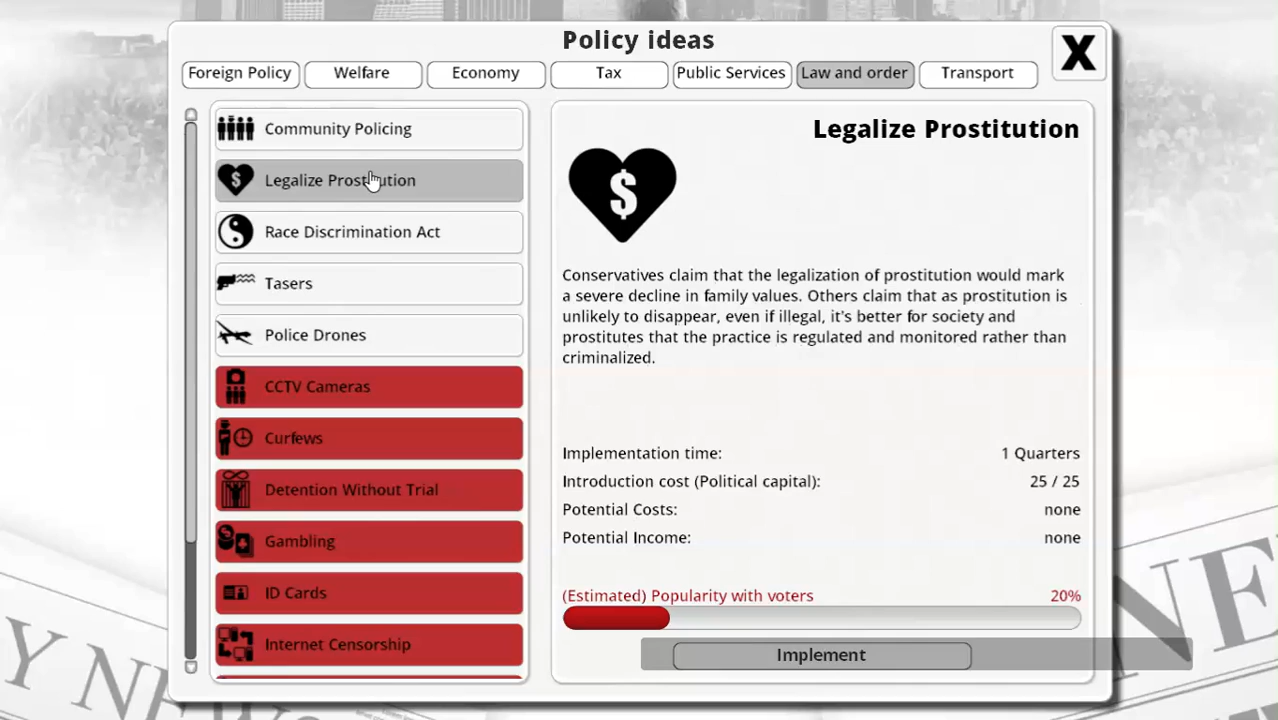 Policy ideas
X
Foreign Policy
Welfare
Economy
Tax
Public Services
Law and order
Transport
Community Policing
Legalize Prostitution
Race Discrimination Act
Tasers
Police Drones
CCTV Cameras
Curfews
Detention Without Trial
Gambling
ID Cards
Internet Censorship
Legalize Prostitution
$
Conservatives claim that the legalization of prostitution would mark
a severe decline in family values. Others claim that as prostitution is
unlikely to disappear, even if illegal, it's better for society and
prostitutes that the practice is regulated and monitored rather than
criminalized.
Implementation time: 1 Quarters
Introduction cost (Political capital): 25 / 25
Potential Costs: none
Potential Income: none
(Estimated) Popularity with voters 20%
Implement